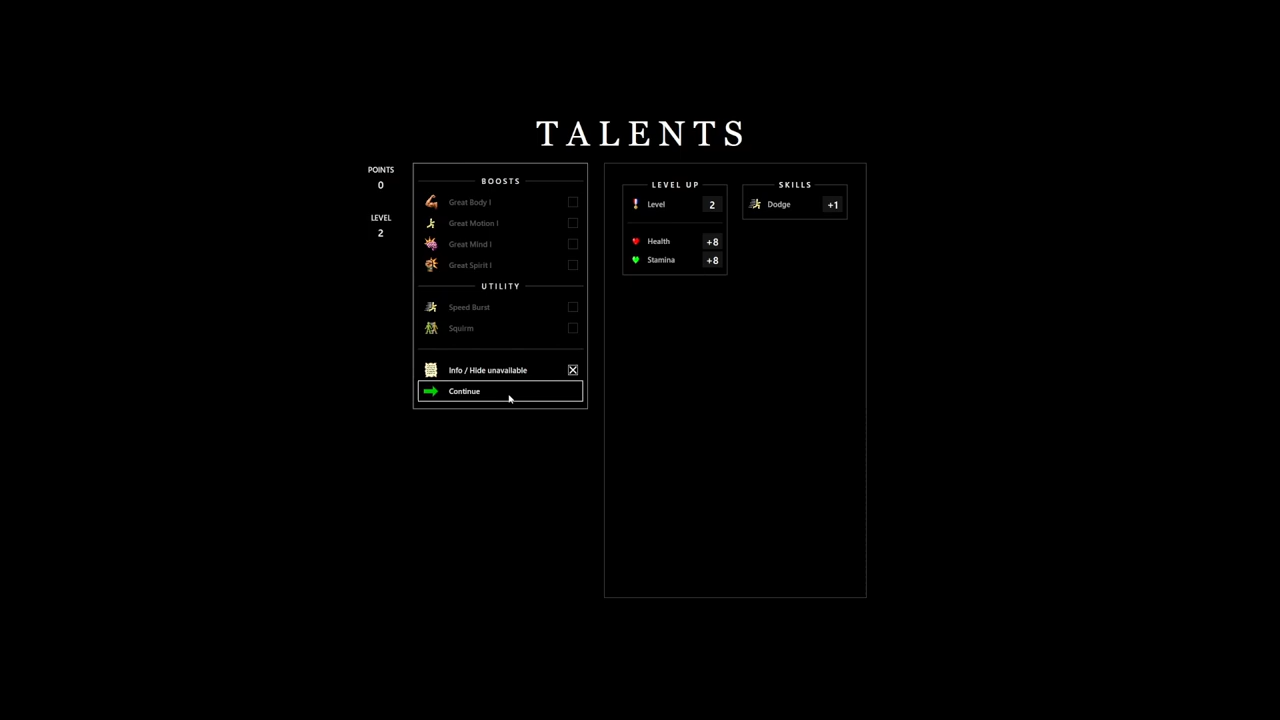 TALENTS
POINTS
0
LEVEL
2
BOOSTS
Great Body I
Great Motion I
Great Mind I
Great Spirit I
UTILITY
Speed Burst
Squirm
Info / Hide unavailable
Continue
LEVEL UP
Level 2
Health +8
Stamina +8
SKILLS
Dodge +1